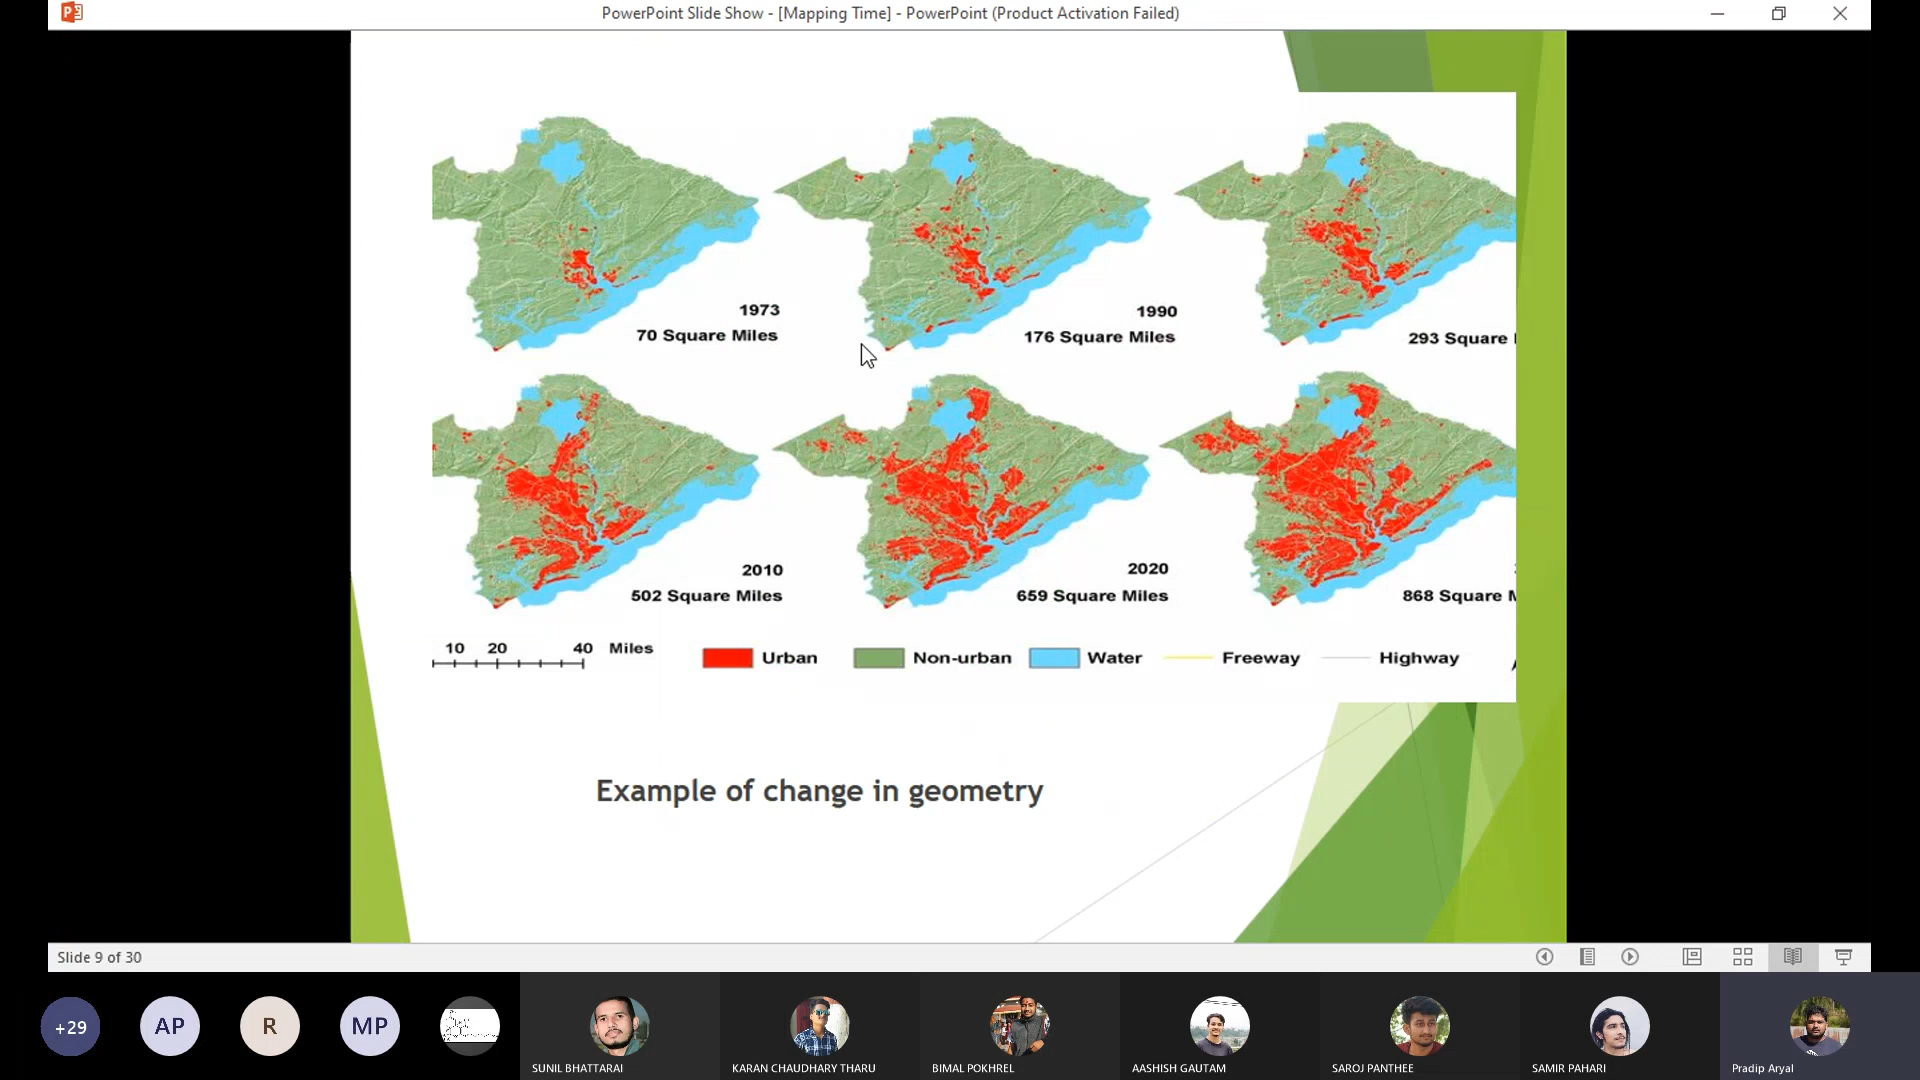 PowerPoint Slide Show - [Mapping Time] - PowerPoint (Product Activation Failed)
1973
70 Square Miles
1990
176 Square Miles
293 Square
2010
502 Square Miles
2020
659 Square Miles
868 Square M
10 20 40 Miles
Urban Non-urban Water Freeway Highway
Example of change in geometry
Slide 9 of 30
+29
AP
R
MP
SUNIL BHATTARAI
KARAN CHAUDHARY THARU
BIMAL POKHREL
AASHISH GAUTAM
SAROJ PANTHEE
SAMIR PAHARI
Pradip Aryal